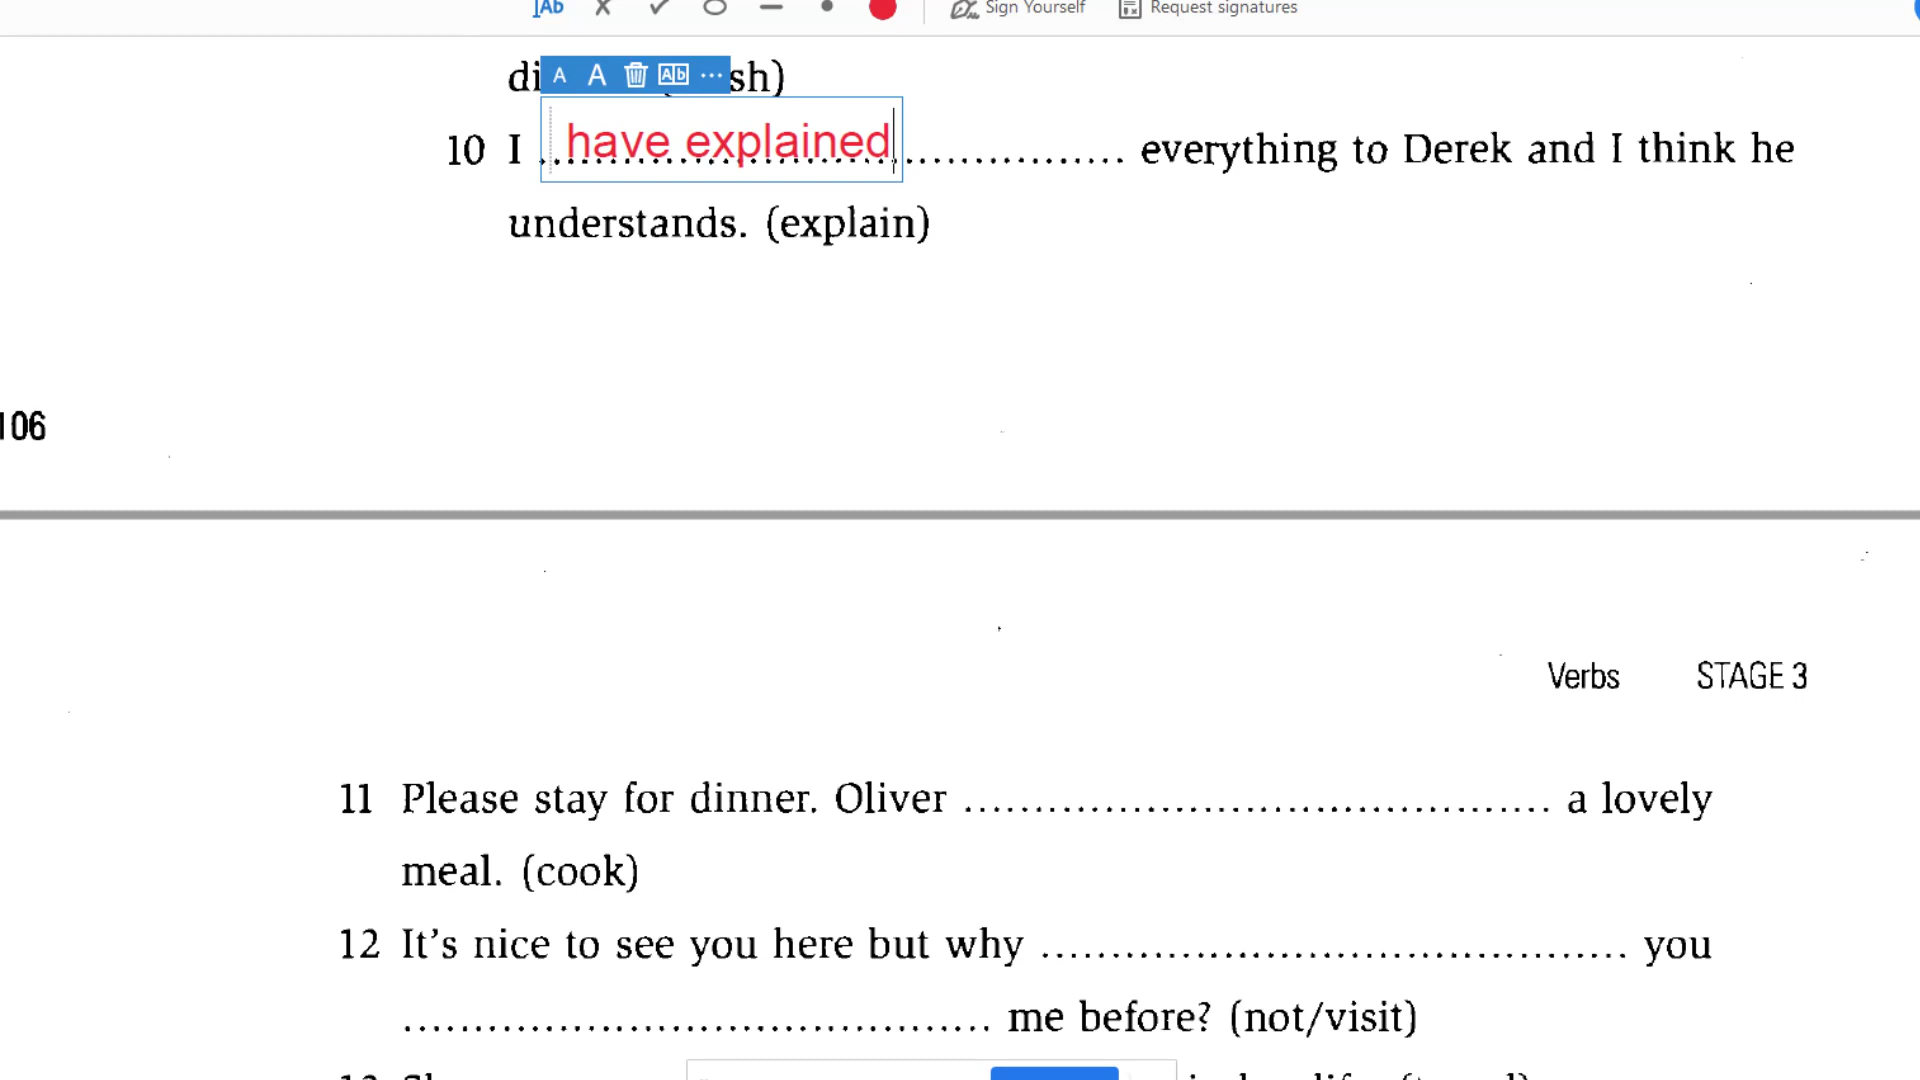 Ab Sign Yourself Request signatures
A A Ab ... sh)
10 I have explained .................. everything to Derek and I think he
understands. (explain)
106
Verbs STAGE 3
11 Please stay for dinner. Oliver ........................................ a lovely
meal. (cook)
12 It's nice to see you here but why ........................................ you
........................................ me before? (not/visit)